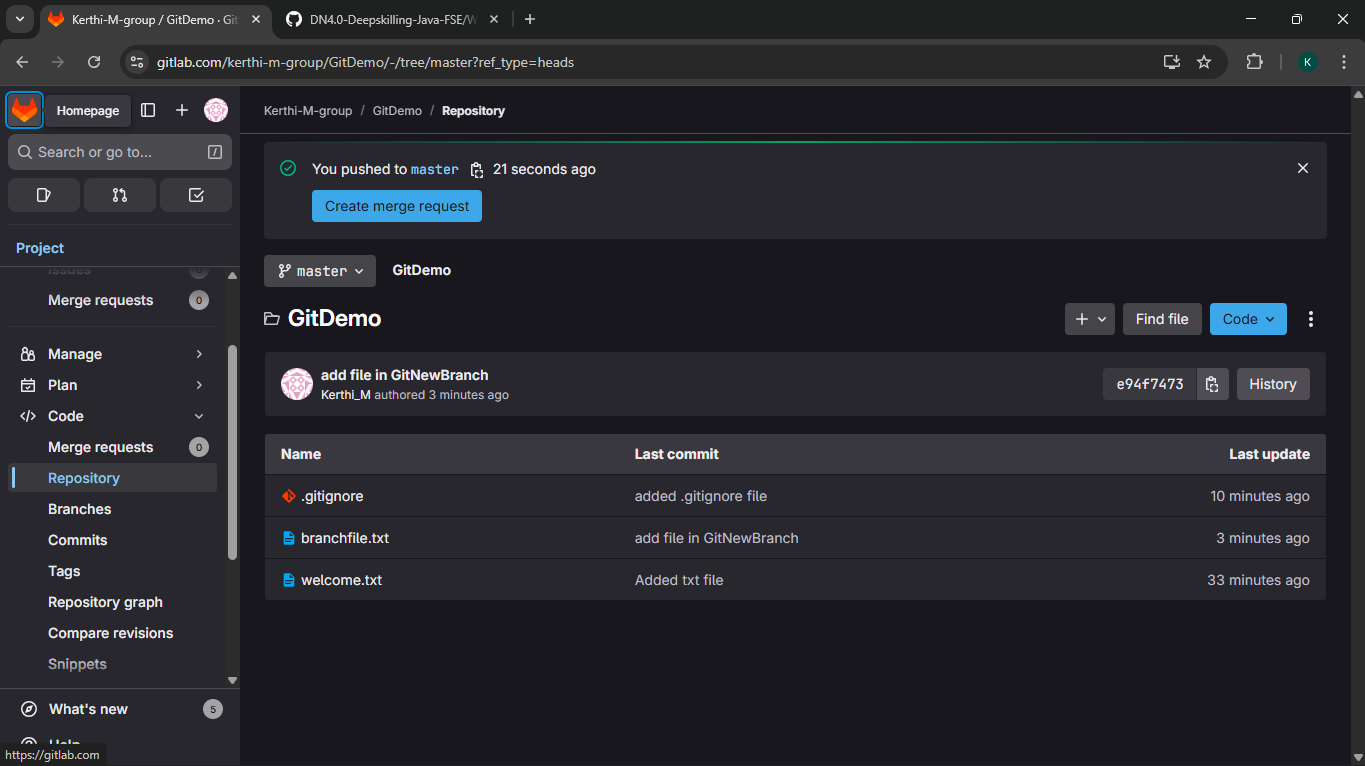 Kerthi-M-group / GitDemo · Git
DN4.0-Deepskilling-Java-FSE/W
gitlab.com/kerthi-m-group/GitDemo/-/tree/master?ref_type=heads
K
Homepage
Search or go to...
/
Project
Issues
Merge requests 0
Manage
Plan
Code
Merge requests 0
Repository
Branches
Commits
Tags
Repository graph
Compare revisions
Snippets
What's new 5
Help
https://gitlab.com
Kerthi-M-group / GitDemo / Repository
You pushed to master 21 seconds ago
Create merge request
master GitDemo
GitDemo
Find file
Code
add file in GitNewBranch
Kerthi_M authored 3 minutes ago
e94f7473
History
Name Last commit Last update
.gitignore added .gitignore file 10 minutes ago
branchfile.txt add file in GitNewBranch 3 minutes ago
welcome.txt Added txt file 33 minutes ago